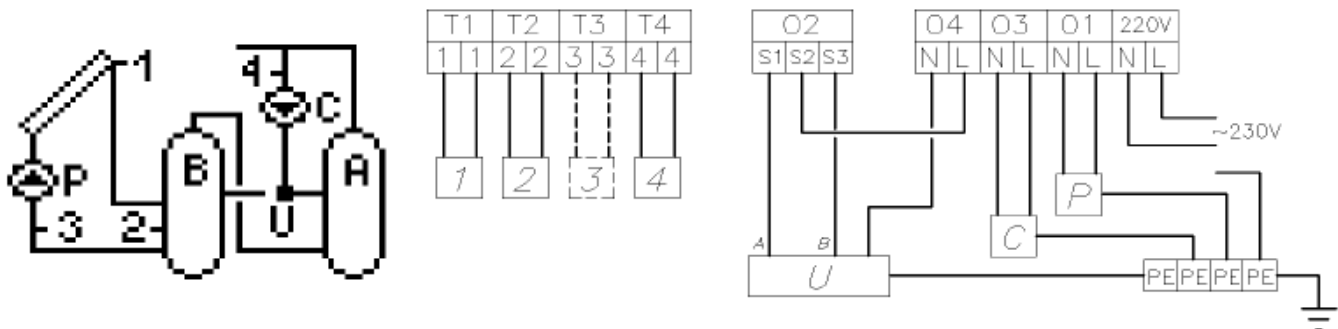 1
4
C
P
B
A
3
2
U
T1 T2 T3 T4
1 1 2 2 3 3 4 4
1 2 3 4
O2 O4 O3 O1 220V
S1 S2 S3 N L N L N L N L
~230V
P
C
A B
U
PE PE PE PE